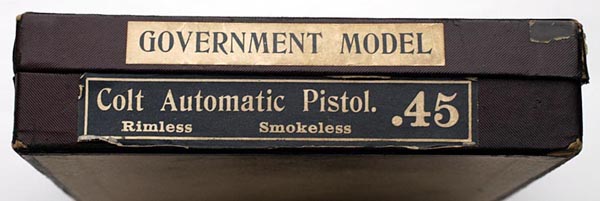 GOVERNMENT MODEL
Colt Automatic Pistol. .45
Rimless Smokeless